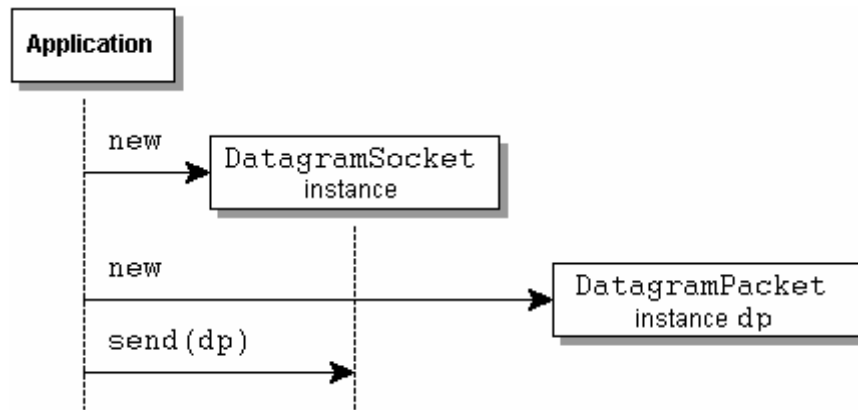 Application
new
DatagramSocket
instance
new
DatagramPacket
instance dp
send(dp)